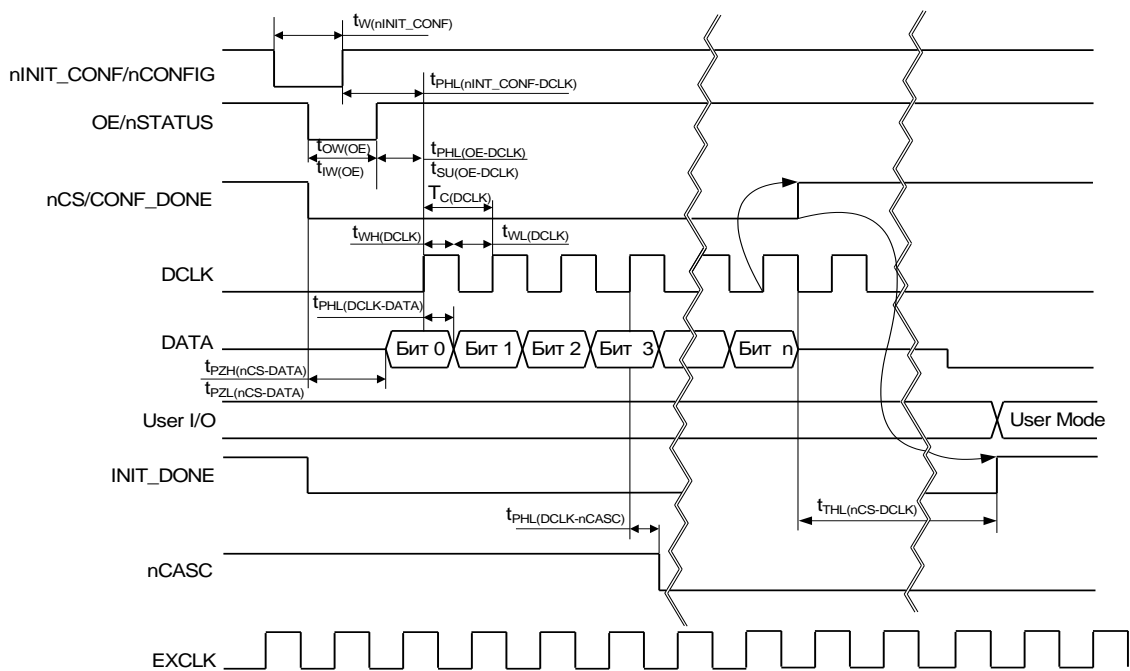 tW(nINIT_CONF)
nINIT_CONF/nCONFIG
tPHL(nINT_CONF-DCLK)
OE/nSTATUS
tOW(OE)
tIW(OE)
tPHL(OE-DCLK)
tSU(OE-DCLK)
nCS/CONF_DONE
TC(DCLK)
tWH(DCLK)
tWL(DCLK)
DCLK
tPHL(DCLK-DATA)
DATA
Бит 0
Бит 1
Бит 2
Бит 3
Бит n
tPZH(nCS-DATA)
tPZL(nCS-DATA)
User I/O
User Mode
INIT_DONE
tTHL(nCS-DCLK)
tPHL(DCLK-nCASC)
nCASC
EXCLK